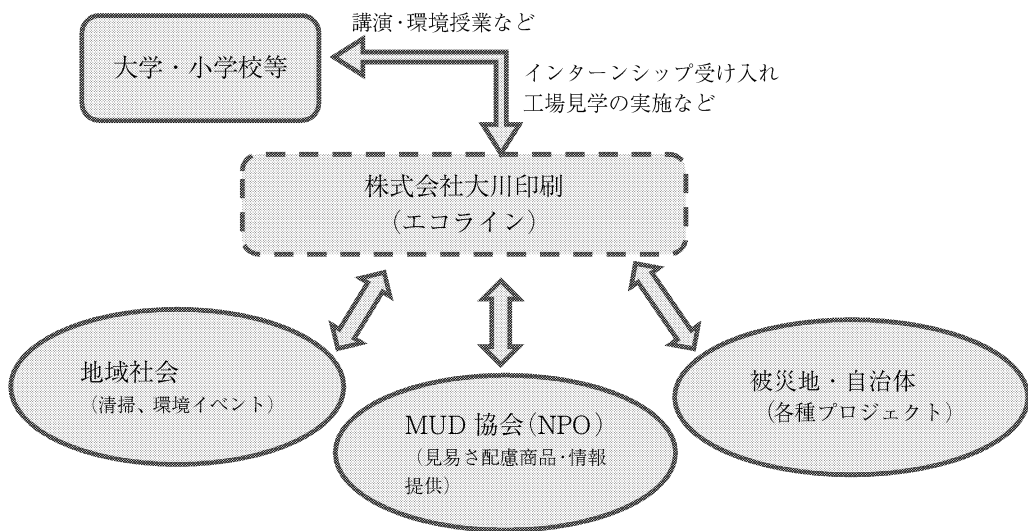 講演・環境授業など
大学・小学校等
インターンシップ受け入れ
工場見学の実施など
株式会社大川印刷
(エコライン)
地域社会
(清掃、環境イベント)
MUD 協会(NPO)
(見易さ配慮商品・情報
提供)
被災地・自治体
(各種プロジェクト)